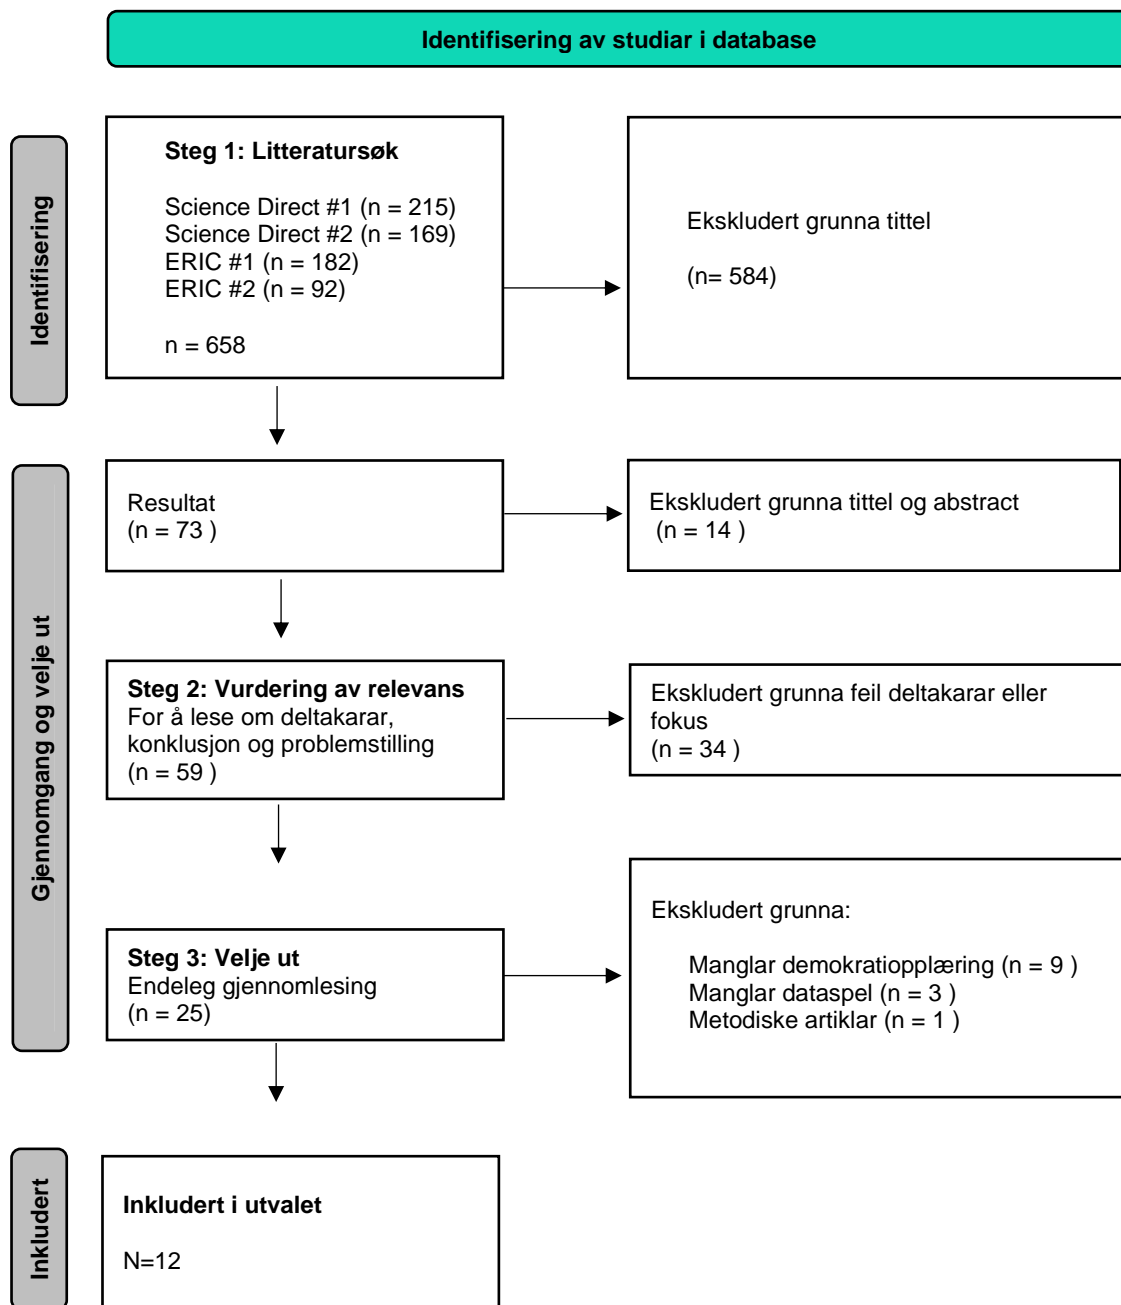 Identifisering av studiar i database
Identifisering
Steg 1: Litteratursøk
Science Direct #1 (n = 215)
Science Direct #2 (n = 169)
ERIC #1 (n = 182)
ERIC #2 (n = 92)
n = 658
Ekskludert grunna tittel
(n= 584)
Gjennomgang og velje ut
Resultat
(n = 73 )
Ekskludert grunna tittel og abstract
(n = 14 )
Steg 2: Vurdering av relevans
For å lese om deltakarar,
konklusjon og problemstilling
(n = 59 )
Ekskludert grunna feil deltakarar eller
fokus
(n = 34 )
Steg 3: Velje ut
Endeleg gjennomlesing
(n = 25)
Ekskludert grunna:
Manglar demokratiopplæring (n = 9 )
Manglar dataspel (n = 3 )
Metodiske artiklar (n = 1 )
Inkludert
Inkludert i utvalet
N=12